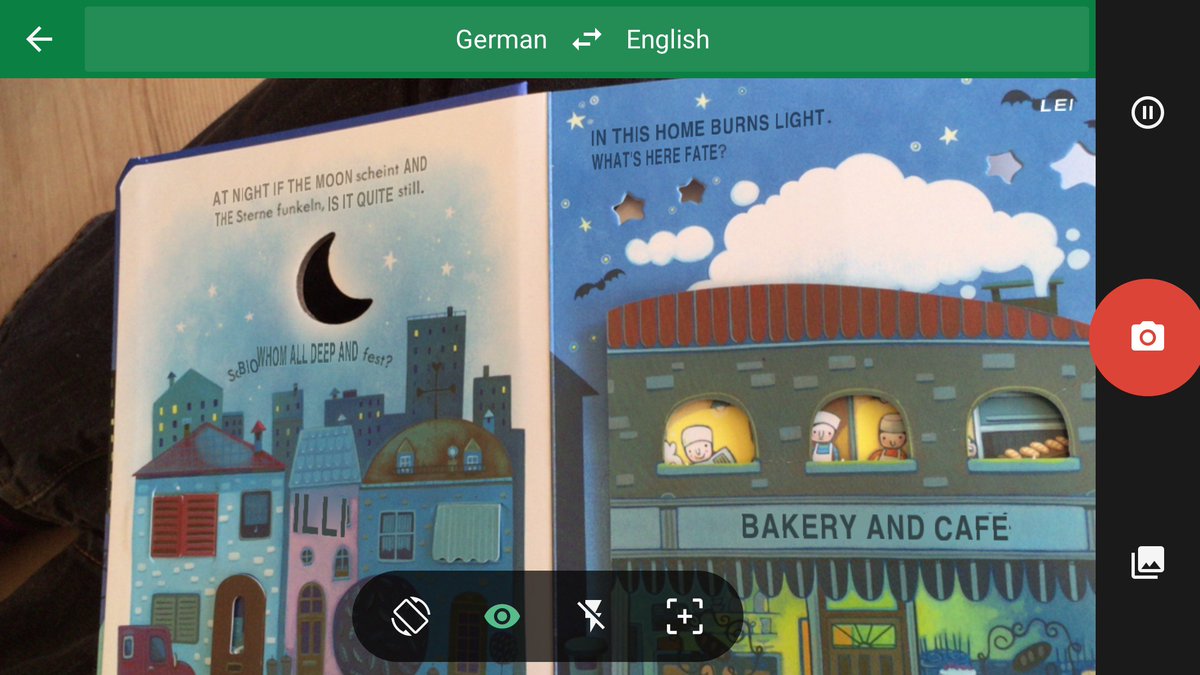 German
English
AT NIGHT IF THE MOON scheint AND
THE Sterne funkeln, IS IT QUITE still.
ScBIOWHOM ALL DEEP AND fest?
ILLI
IN THIS HOME BURNS LIGHT.
WHAT'S HERE FATE?
LEI
BAKERY AND CAFÉ